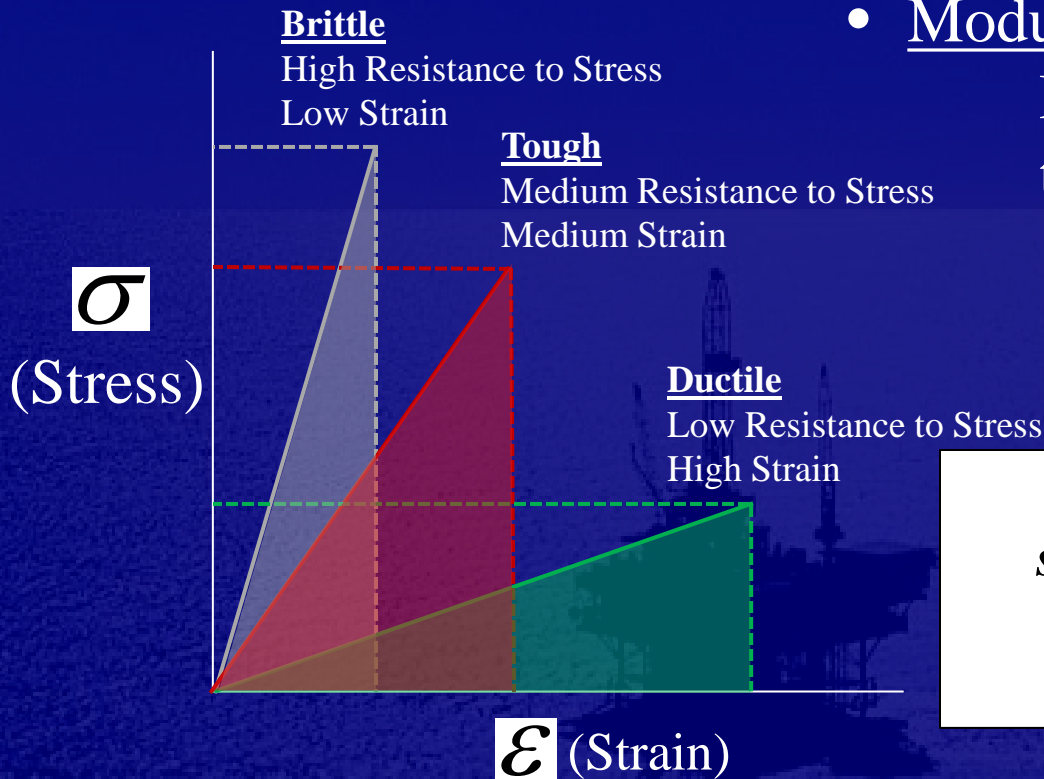 Brittle
High Resistance to Stress
Low Strain
• Modu
Tough
Medium Resistance to Stress
Medium Strain
σ
(Stress)
Ductile
Low Resistance to Stress
High Strain
ε (Strain)